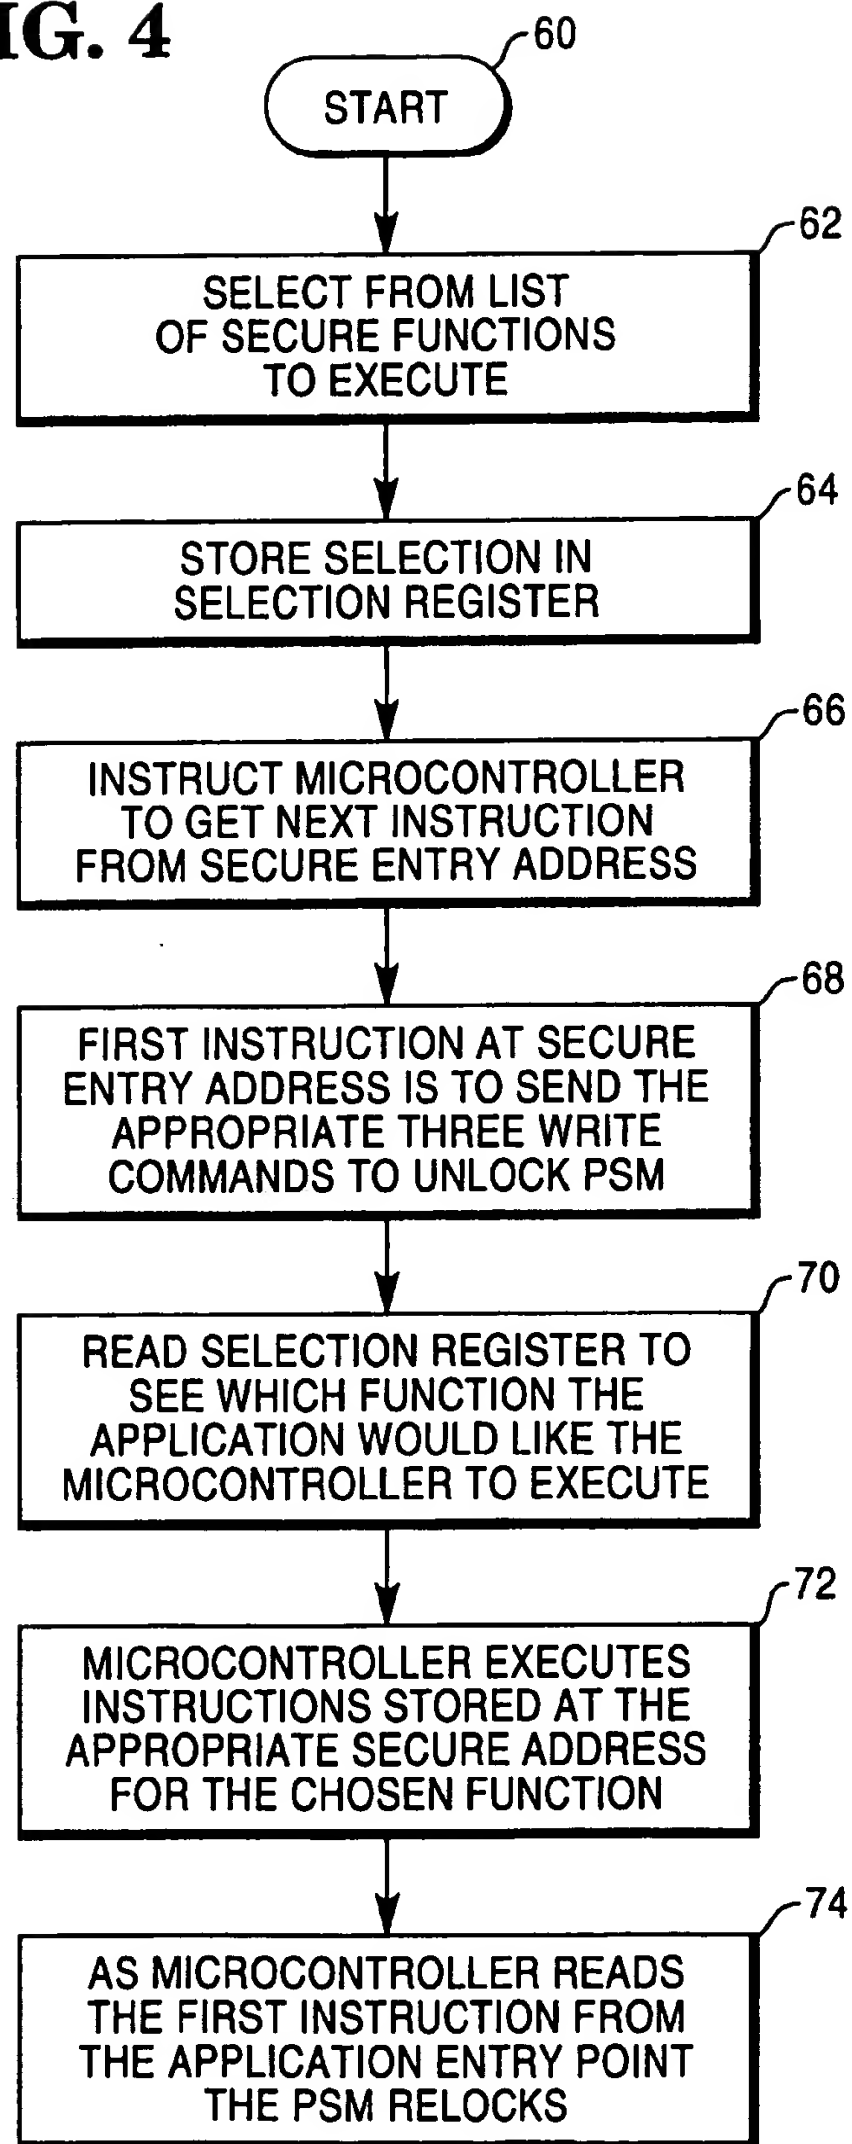 IG. 4
60
START
62
SELECT FROM LIST
OF SECURE FUNCTIONS
TO EXECUTE
64
STORE SELECTION IN
SELECTION REGISTER
66
INSTRUCT MICROCONTROLLER
TO GET NEXT INSTRUCTION
FROM SECURE ENTRY ADDRESS
68
FIRST INSTRUCTION AT SECURE
ENTRY ADDRESS IS TO SEND THE
APPROPRIATE THREE WRITE
COMMANDS TO UNLOCK PSM
70
READ SELECTION REGISTER TO
SEE WHICH FUNCTION THE
APPLICATION WOULD LIKE THE
MICROCONTROLLER TO EXECUTE
72
MICROCONTROLLER EXECUTES
INSTRUCTIONS STORED AT THE
APPROPRIATE SECURE ADDRESS
FOR THE CHOSEN FUNCTION
74
AS MICROCONTROLLER READS
THE FIRST INSTRUCTION FROM
THE APPLICATION ENTRY POINT
THE PSM RELOCKS